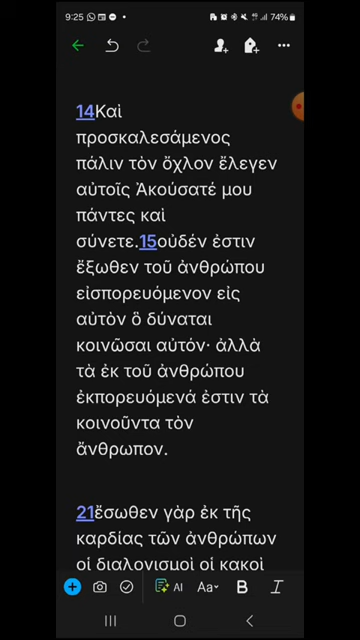 9:25
74%
14Καὶ
προσκαλεσάμενος
πάλιν τὸν ὄχλον ἔλεγεν
αὐτοῖς Ἀκούσατέ μου
πάντες καὶ
σύνετε.15οὐδέν ἐστιν
ἔξωθεν τοῦ ἀνθρώπου
εἰσπορευόμενον εἰς
αὐτὸν ὃ δύναται
κοινῶσαι αὐτόν· ἀλλὰ
τὰ ἐκ τοῦ ἀνθρώπου
ἐκπορευόμενά ἐστιν τὰ
κοινοῦντα τὸν
ἄνθρωπον.
21ἔσωθεν γὰρ ἐκ τῆς
καρδίας τῶν ἀνθρώπων
οἱ διαλογισμοὶ οἱ κακοὶ
AI Aa B I